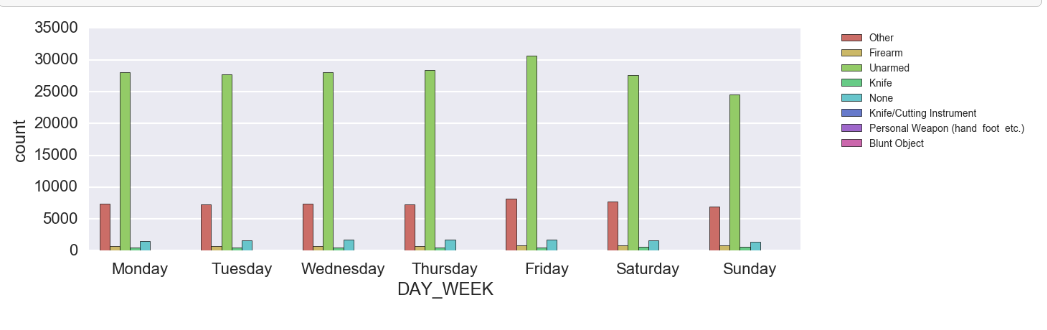 35000
30000
25000
20000
15000
10000
5000
0
count
Monday Tuesday Wednesday Thursday Friday Saturday Sunday
DAY_WEEK
Other
Firearm
Unarmed
Knife
None
Knife/Cutting Instrument
Personal Weapon (hand foot etc.)
Blunt Object